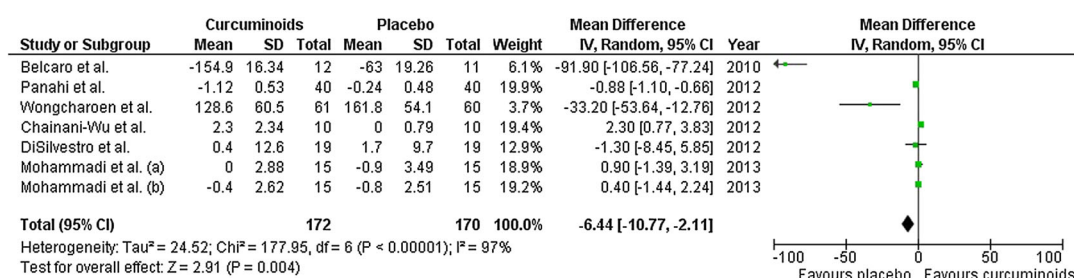 Curcuminoids Placebo Mean Difference Mean Difference
Study or Subgroup Mean SD Total Mean SD Total Weight IV, Random, 95% CI Year IV, Random, 95% CI
Belcaro et al. -154.9 16.34 12 -63 19.26 11 6.1% -91.90 [-106.56, -77.24] 2010
Panahi et al. -1.12 0.53 40 -0.24 0.48 40 19.9% -0.88 [-1.10, -0.66] 2012
Wongcharoen et al. 128.6 60.5 61 161.8 54.1 60 3.7% -33.20 [-53.64, -12.76] 2012
Chainani-Wu et al. 2.3 2.34 10 0 0.79 10 19.4% 2.30 [0.77, 3.83] 2012
DiSilvestro et al. 0.4 12.6 19 1.7 9.7 19 12.9% -1.30 [-8.45, 5.85] 2012
Mohammadi et al. (a) 0 2.88 15 -0.9 3.49 15 18.9% 0.90 [-1.39, 3.19] 2013
Mohammadi et al. (b) -0.4 2.62 15 -0.8 2.51 15 19.2% 0.40 [-1.44, 2.24] 2013
Total (95% CI) 172 170 100.0% -6.44 [-10.77, -2.11]
Heterogeneity: Tau² = 24.52; Chi² = 177.95, df = 6 (P < 0.00001); I² = 97%
Test for overall effect: Z = 2.91 (P = 0.004)
-100 -50 0 50 100
Favours placebo Favours curcuminoids